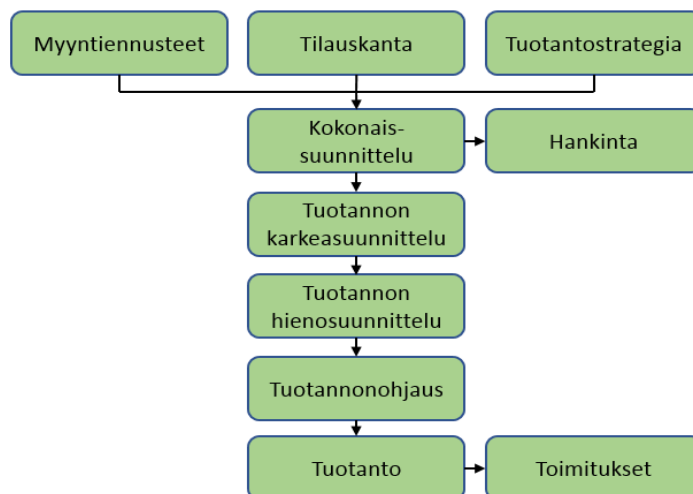 Myyntiennusteet
Tilauskanta
Tuotantostrategia
Kokonais-
suunnittelu
Hankinta
Tuotannon
karkeasuunnittelu
Tuotannon
hienosuunnittelu
Tuotannonohjaus
Tuotanto
Toimitukset